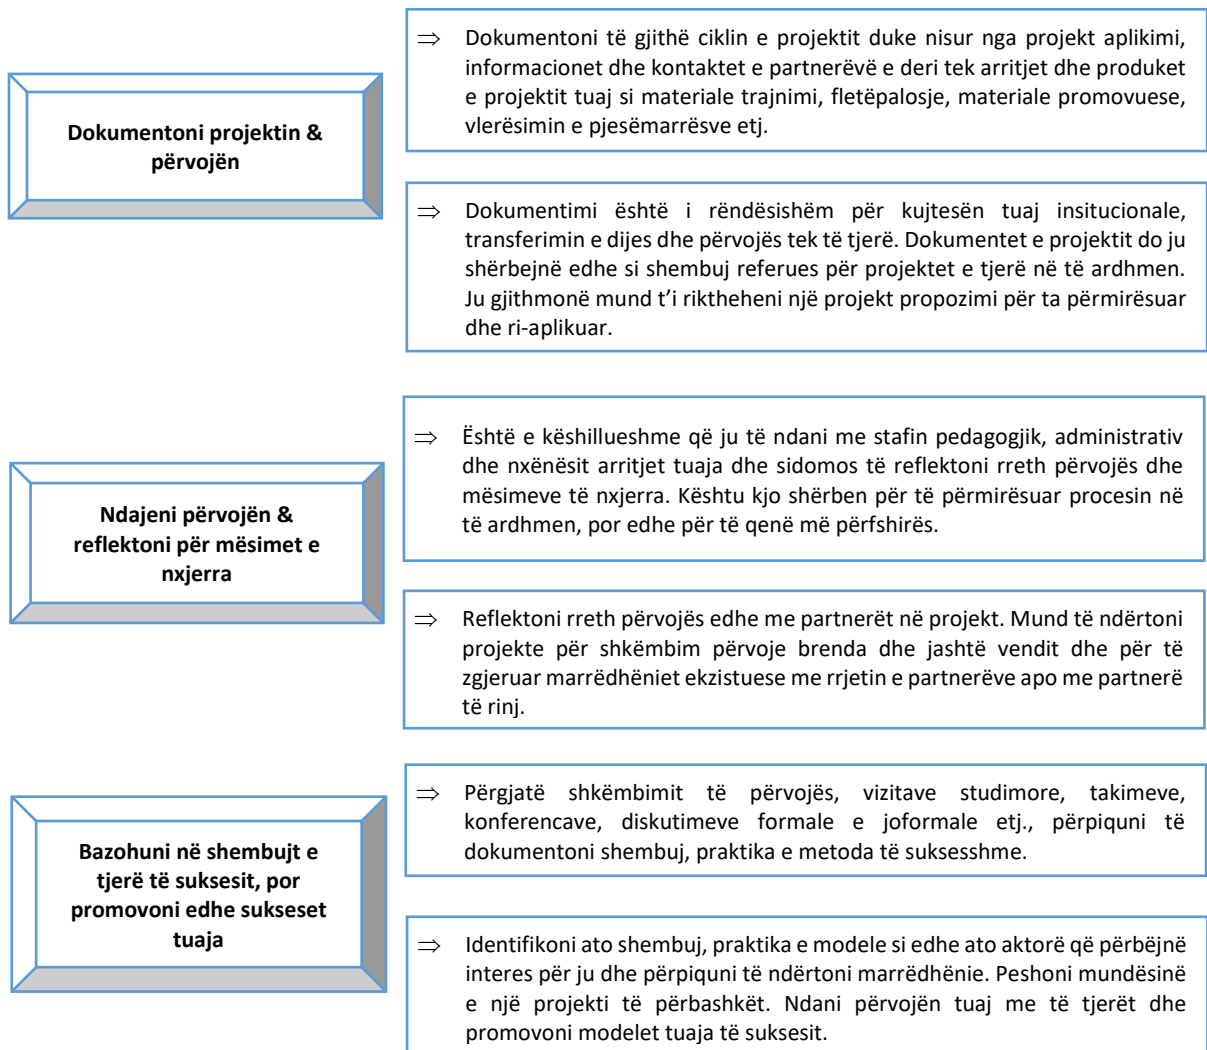 Dokumentoni projektin &
përvojën
⇒ Dokumentoni të gjithë ciklin e projektit duke nisur nga projekt aplikimi,
informacionet dhe kontaktet e partnerëvë e deri tek arritjet dhe produket
e projektit tuaj si materiale trajnimi, fletëpalosje, materiale promovuese,
vlerësimin e pjesëmarrësve etj.
⇒ Dokumentimi është i rëndësishëm për kujtesën tuaj insitucionale,
transferimin e dijes dhe përvojës tek të tjerë. Dokumentet e projektit do ju
shërbejnë edhe si shembuj referues për projektet e tjerë në të ardhmen.
Ju gjithmonë mund t’i riktheheni një projekt propozimi për ta përmirësuar
dhe ri-aplikuar.
Ndajeni përvojën &
reflektoni për mësimet e
nxjerra
⇒ Është e këshillueshme që ju të ndani me stafin pedagogjik, administrativ
dhe nxënësit arritjet tuaja dhe sidomos të reflektoni rreth përvojës dhe
mësimeve të nxjerra. Kështu kjo shërben për të përmirësuar procesin në
të ardhmen, por edhe për të qenë më përfshirës.
⇒ Reflektoni rreth përvojës edhe me partnerët në projekt. Mund të ndërtoni
projekte për shkëmbim përvoje brenda dhe jashtë vendit dhe për të
zgjeruar marrëdhëniet ekzistuese me rrjetin e partnerëve apo me partnerë
të rinj.
Bazohuni në shembujt e
tjerë të suksesit, por
promovoni edhe sukseset
tuaja
⇒ Përgjatë shkëmbimit të përvojës, vizitave studimore, takimeve,
konferencave, diskutimeve formale e joformale etj., përpiquni të
dokumentoni shembuj, praktika e metoda të suksesshme.
⇒ Identifikoni ato shembuj, praktika e modele si edhe ato aktorë që përbëjnë
interes për ju dhe përpiquni të ndërtoni marrëdhënie. Peshoni mundësinë
e një projekti të përbashkët. Ndani përvojën tuaj me të tjerët dhe
promovoni modelet tuaja të suksesit.